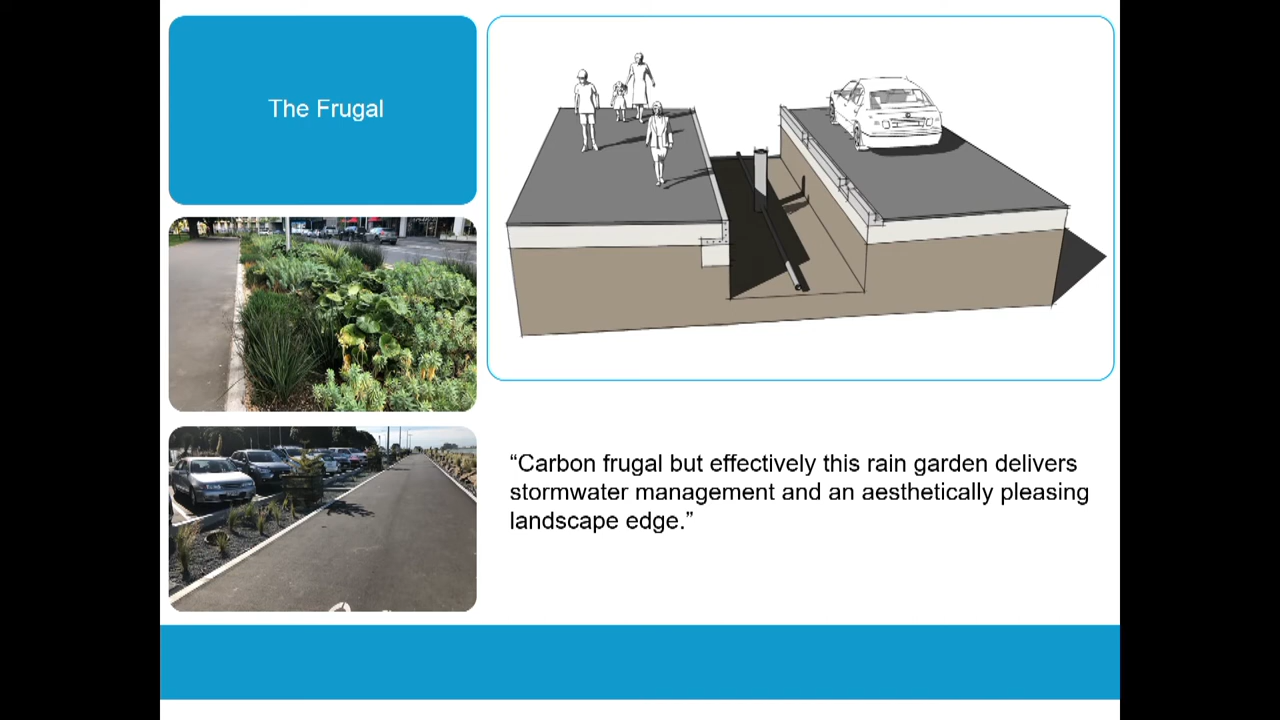 The Frugal
“Carbon frugal but effectively this rain garden delivers
stormwater management and an aesthetically pleasing
landscape edge.”